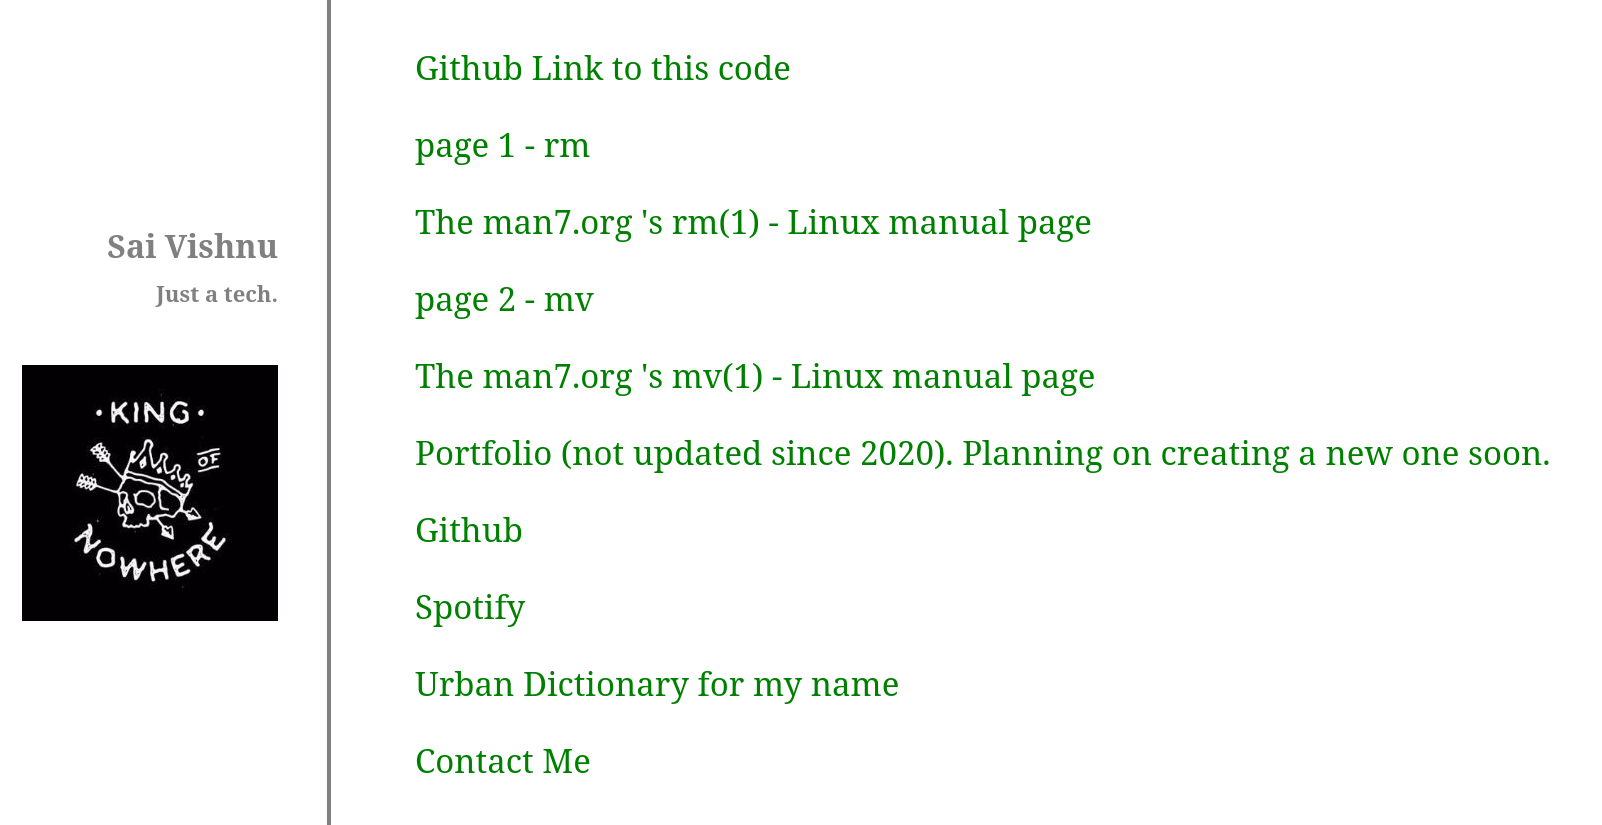 Sai Vishnu
Just a tech.
· KING ·
OF
NOWHERE
Github Link to this code
page 1 - rm
The man7.org 's rm(1) - Linux manual page
page 2 - mv
The man7.org 's mv(1) - Linux manual page
Portfolio (not updated since 2020). Planning on creating a new one soon.
Github
Spotify
Urban Dictionary for my name
Contact Me